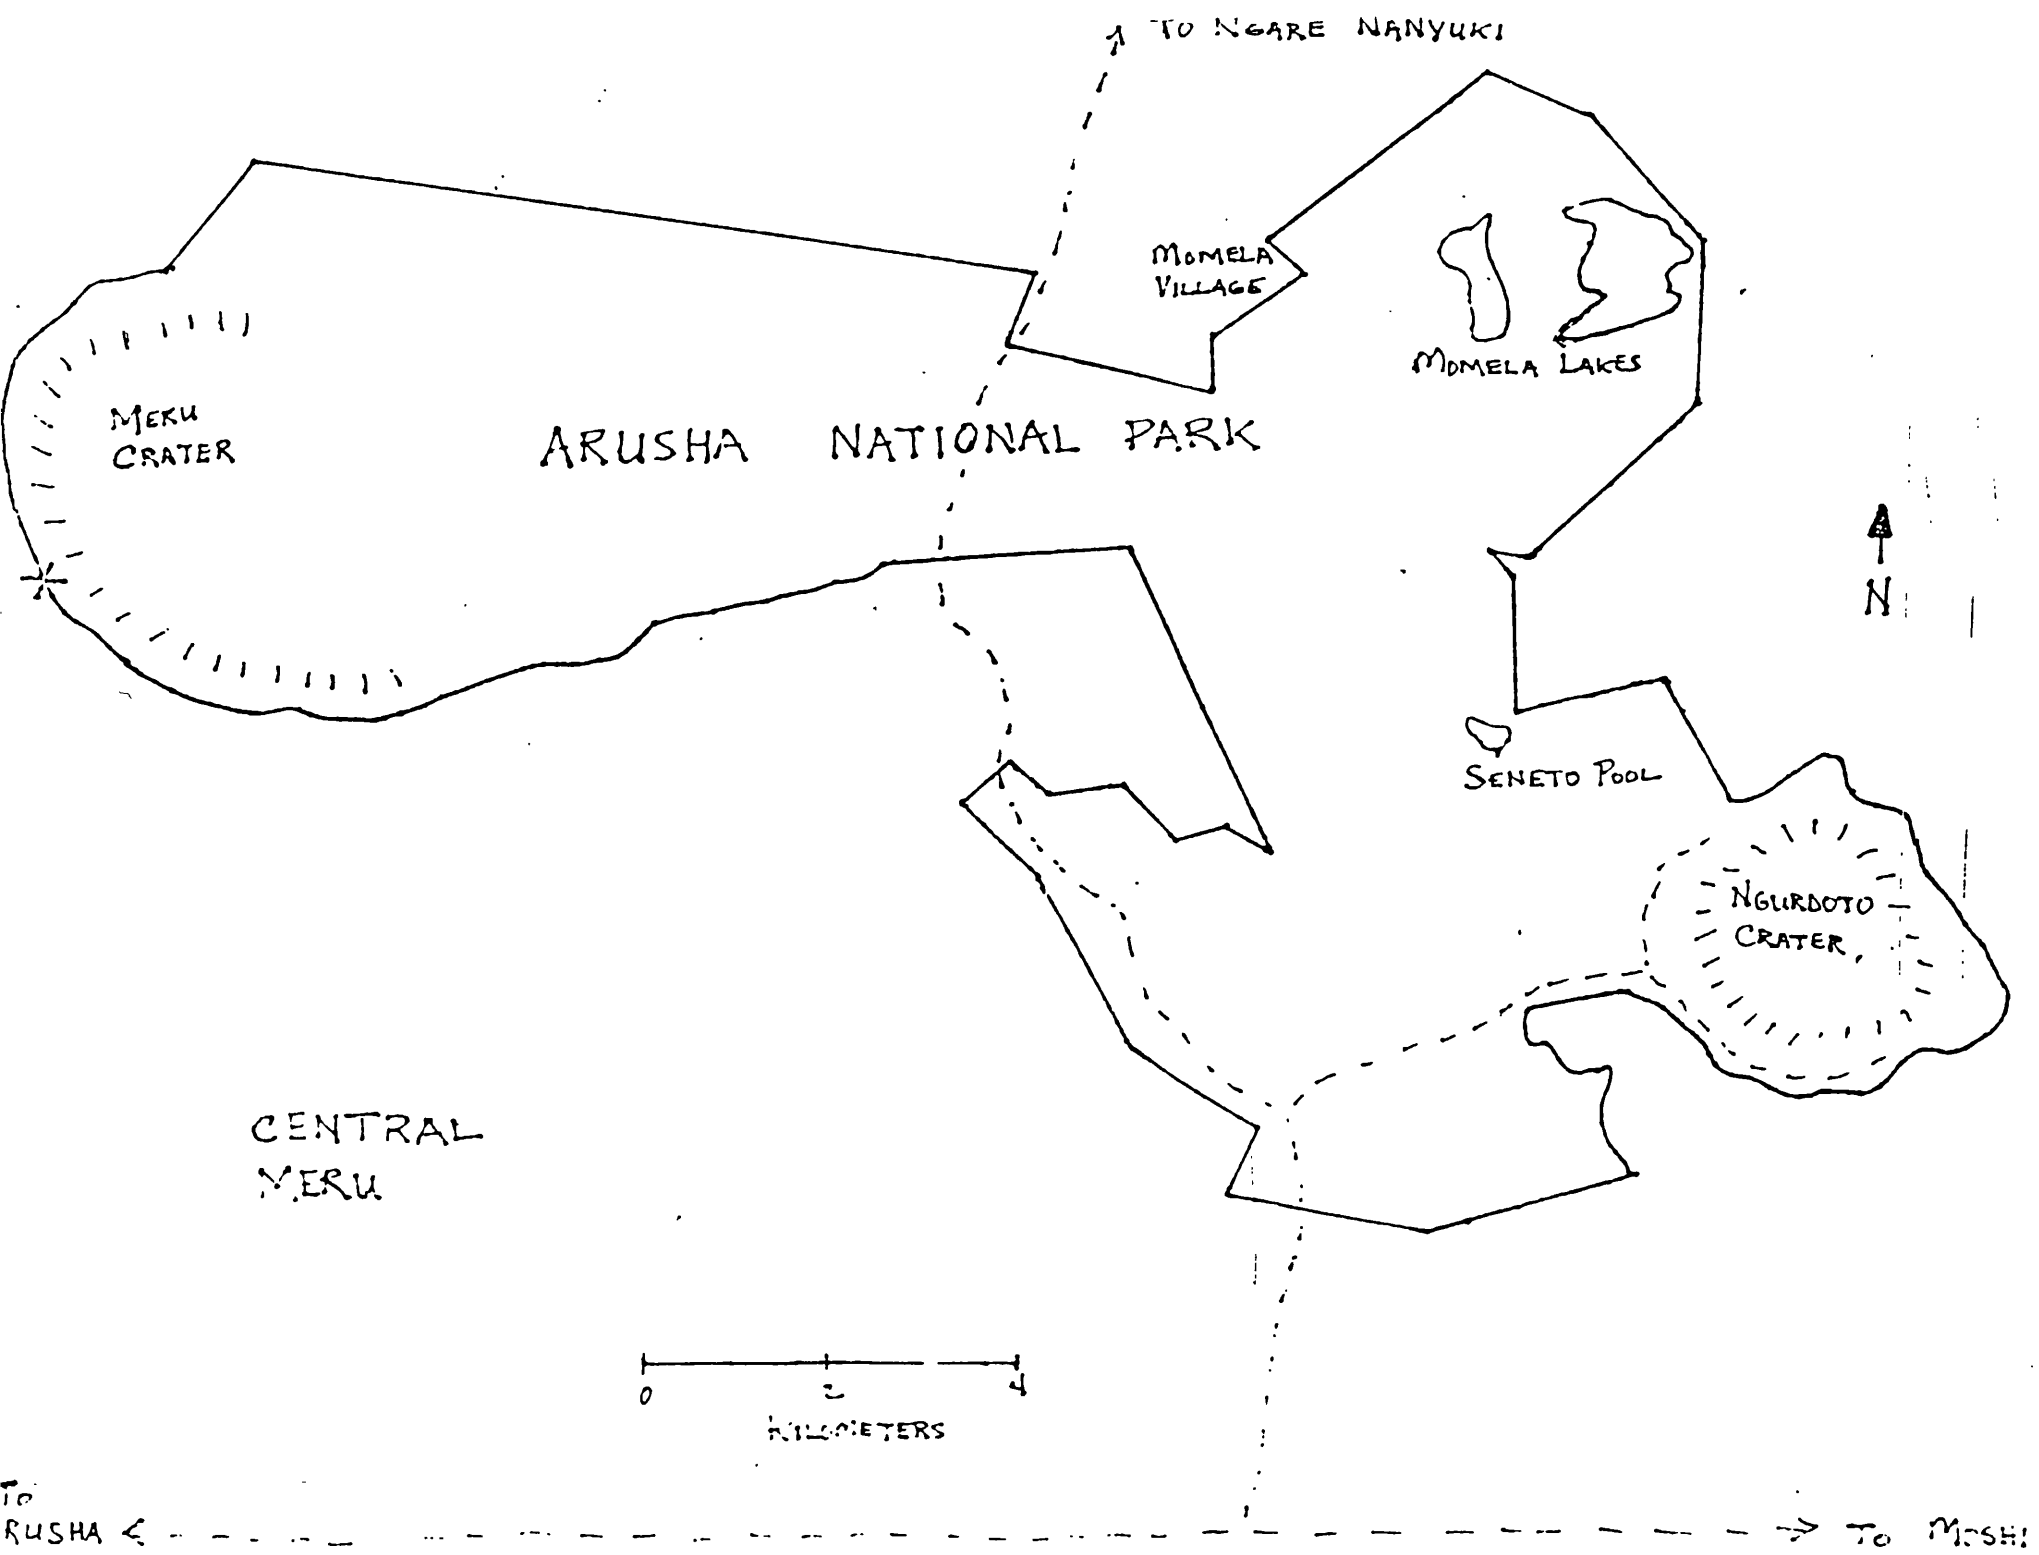 TO NGARE NANYUKI
MOMELA
VILLAGE
MOMELA LAKES
MERU
CRATER
ARUSHA NATIONAL PARK
N
SENETO POOL
NGURDOTO
CRATER
CENTRAL
MERU
0 2 4
KILOMETERS
TO
RUSHA
TO MOSHI